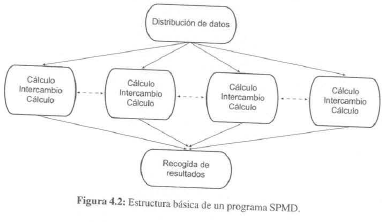 Distribución de datos
Cálculo
Intercambio
Cálculo
Cálculo
Intercambio
Cálculo
Cálculo
Intercambio
Cálculo
Cálculo
Intercambio
Cálculo
Recogida de
resultados
Figura 4.2: Estructura básica de un programa SPMD.